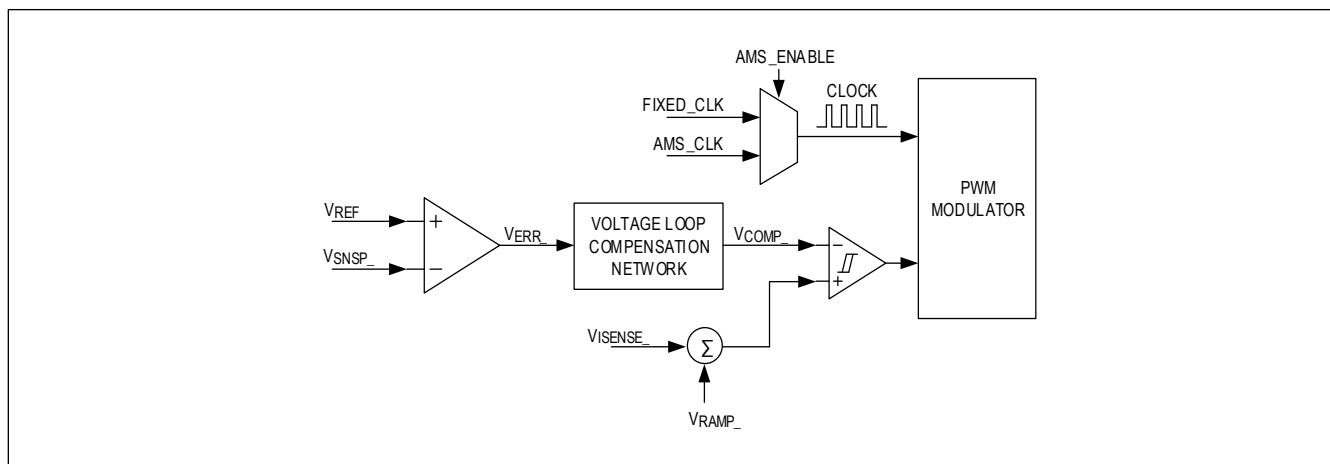 AMS_ENABLE
FIXED_CLK
CLOCK
AMS_CLK
PWM
MODULATOR
VREF
+
VERR_
VOLTAGE LOOP
COMPENSATION
NETWORK
VCOMP_
−
VSNSP_
−
+
VISENSE_
Σ
VRAMP_